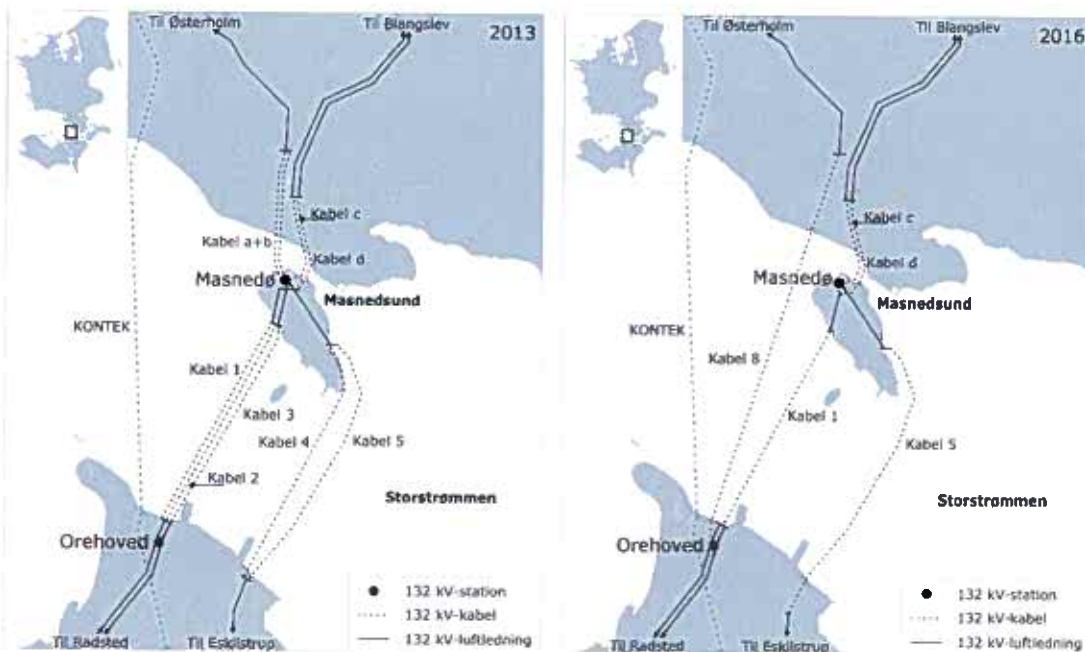 Til Østerholm
Til Blangslev
2013
Kabel c
Kabel a+b
Kabel d
Masnedø
Masnedsund
KONTEK
Kabel 1
Kabel 3
Kabel 4
Kabel 5
Kabel 2
Storstrømmen
Orehoved
132 kV-station
132 kV-kabel
132 kV-luftledning
Til Radsted
Til Eskilstrup
Til Østerholm
Til Blangslev
2016
Kabel c
Kabel d
Masnedø
Masnedsund
KONTEK
Kabel 8
Kabel 1
Kabel 5
Storstrømmen
Orehoved
132 kV-station
132 kV-kabel
132 kV-luftledning
Til Radsted
Til Eskilstrup